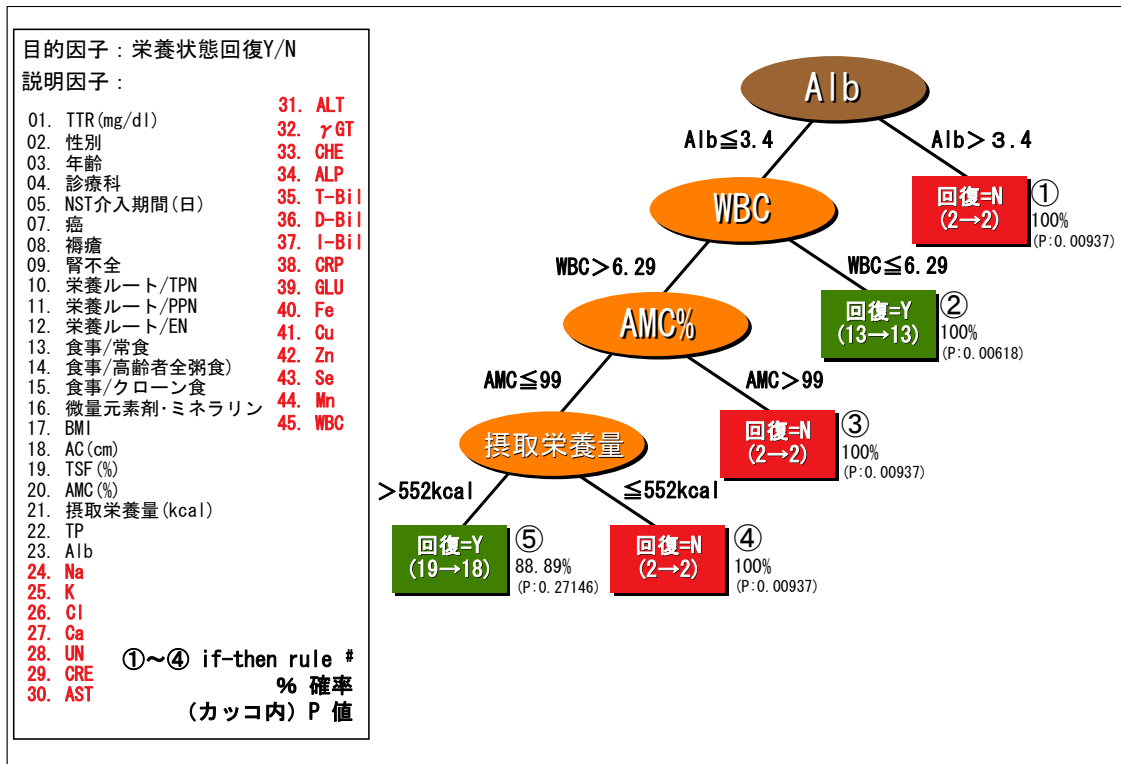 目的因子：栄養状態回復Y/N
説明因子：
01. TTR(mg/dl)
02. 性別
03. 年齢
04. 診療科
05. NST介入期間(日)
07. 癌
08. 褥瘡
09. 腎不全
10. 栄養ルート/TPN
11. 栄養ルート/PPN
12. 栄養ルート/EN
13. 食事/常食
14. 食事/高齢者全粥食)
15. 食事/クローン食
16. 微量元素剤･ミネラリン
17. BMI
18. AC(cm)
19. TSF(%)
20. AMC(%)
21. 摂取栄養量(kcal)
22. TP
23. Alb
24. Na
25. K
26. Cl
27. Ca
28. UN
29. CRE
30. AST
31. ALT
32. γGT
33. CHE
34. ALP
35. T-Bil
36. D-Bil
37. I-Bil
38. CRP
39. GLU
40. Fe
41. Cu
42. Zn
43. Se
44. Mn
45. WBC
①～④ if-then rule #
% 確率
(カッコ内) P 値
Alb
Alb≦3.4
Alb＞３.4
WBC
回復=N
(2→2)
①
100%
(P:0.00937)
WBC＞6.29
WBC≦6.29
AMC%
回復=Y
(13→13)
②
100%
(P:0.00618)
AMC≦99
AMC＞99
摂取栄養量
回復=N
(2→2)
③
100%
(P:0.00937)
＞552kcal
≦552kcal
回復=Y
(19→18)
⑤
88.89%
(P:0.27146)
回復=N
(2→2)
④
100%
(P:0.00937)